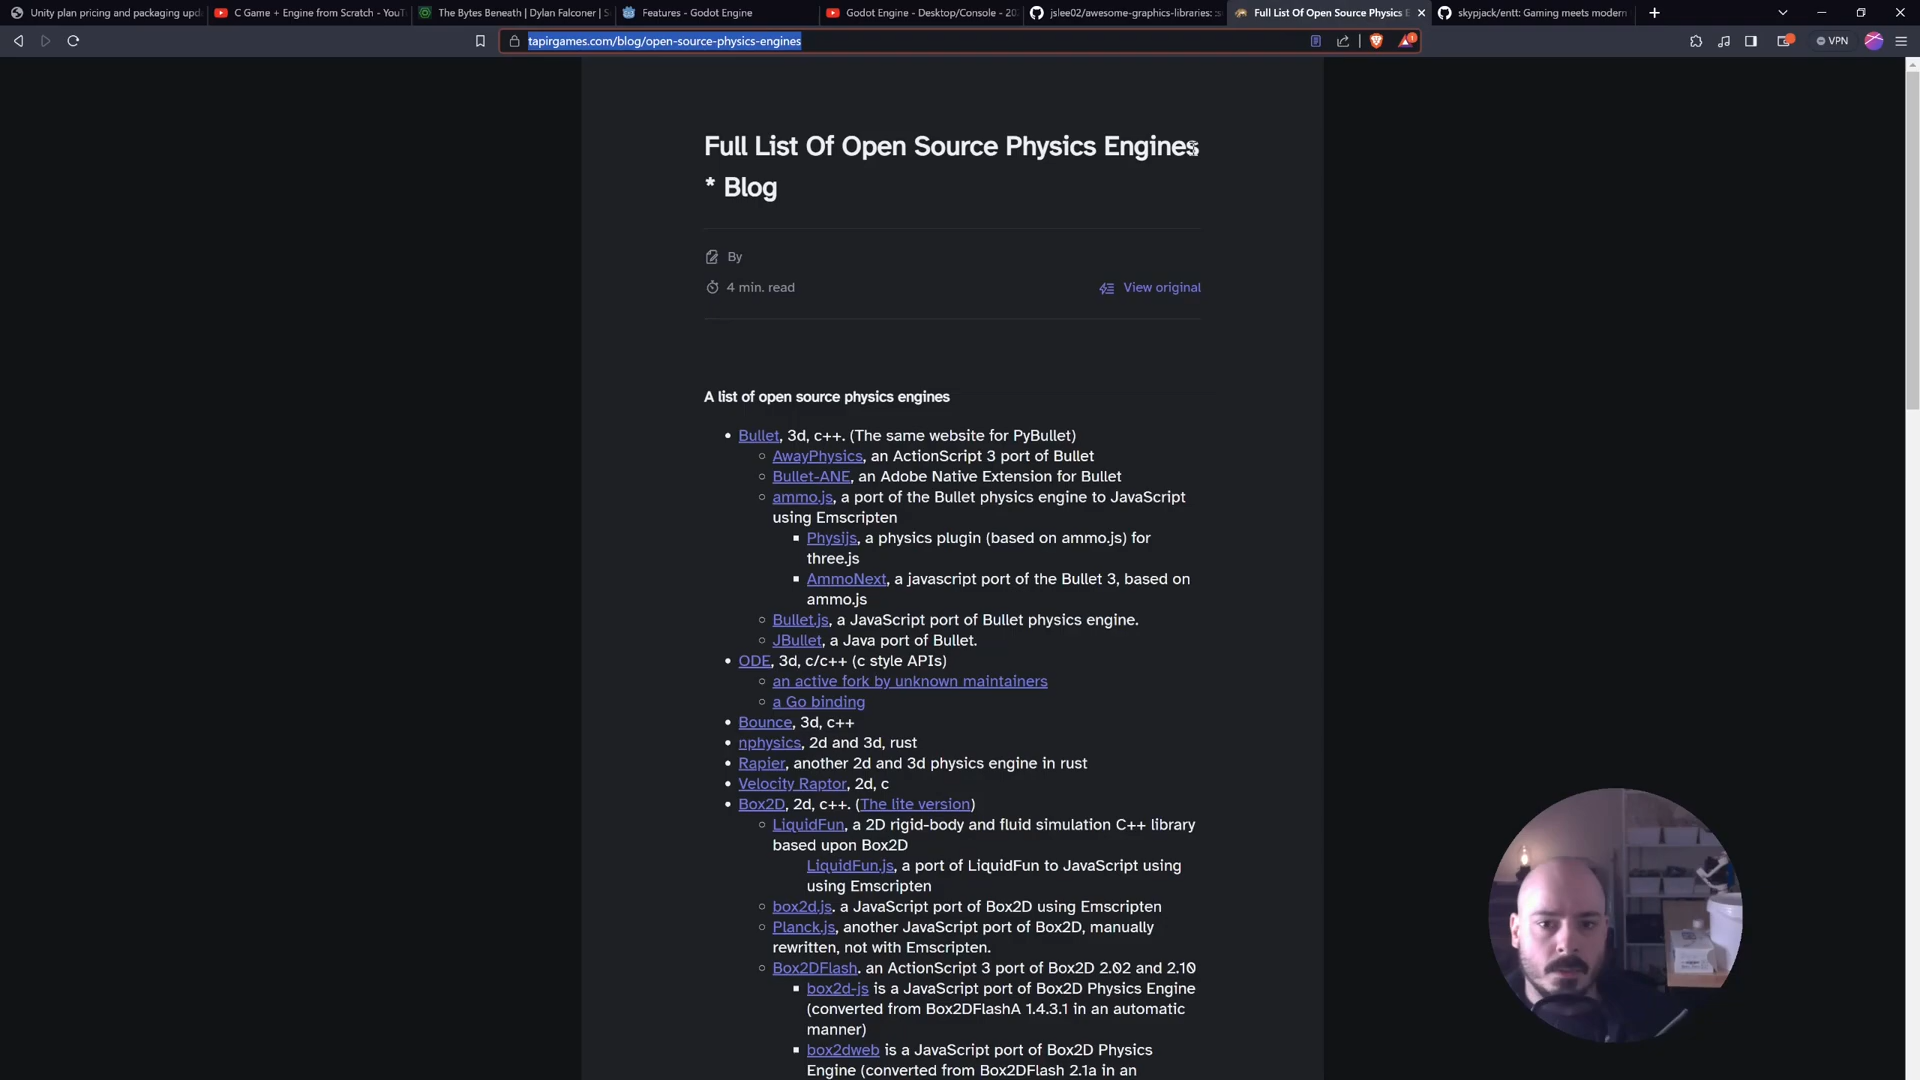 Unity plan pricing and packaging upd
C Game + Engine from Scratch - YouTu
The Bytes Beneath | Dylan Falconer | S
Features - Godot Engine
Godot Engine - Desktop/Console - 202
jslee02/awesome-graphics-libraries:
Full List Of Open Source Physics E
skypjack/entt: Gaming meets modern
tapirgames.com/blog/open-source-physics-engines
VPN
Full List Of Open Source Physics Engines
* Blog
By
4 min. read
View original
A list of open source physics engines
• Bullet, 3d, c++. (The same website for PyBullet)
◦ AwayPhysics, an ActionScript 3 port of Bullet
◦ Bullet-ANE, an Adobe Native Extension for Bullet
◦ ammo.js, a port of the Bullet physics engine to JavaScript
using Emscripten
▪ Physijs, a physics plugin (based on ammo.js) for
three.js
▪ AmmoNext, a javascript port of the Bullet 3, based on
ammo.js
◦ Bullet.js, a JavaScript port of Bullet physics engine.
◦ JBullet, a Java port of Bullet.
• ODE, 3d, c/c++ (c style APIs)
◦ an active fork by unknown maintainers
◦ a Go binding
• Bounce, 3d, c++
• nphysics, 2d and 3d, rust
• Rapier, another 2d and 3d physics engine in rust
• Velocity Raptor, 2d, c
• Box2D, 2d, c++. (The lite version)
◦ LiquidFun, a 2D rigid-body and fluid simulation C++ library
based upon Box2D
LiquidFun.js, a port of LiquidFun to JavaScript using
using Emscripten
◦ box2d.js. a JavaScript port of Box2D using Emscripten
◦ Planck.js, another JavaScript port of Box2D, manually
rewritten, not with Emscripten.
◦ Box2DFlash. an ActionScript 3 port of Box2D 2.02 and 2.10
▪ box2d-js is a JavaScript port of Box2D Physics Engine
(converted from Box2DFlashA 1.4.3.1 in an automatic
manner)
▪ box2dweb is a JavaScript port of Box2D Physics
Engine (converted from Box2DFlash 2.1a in an